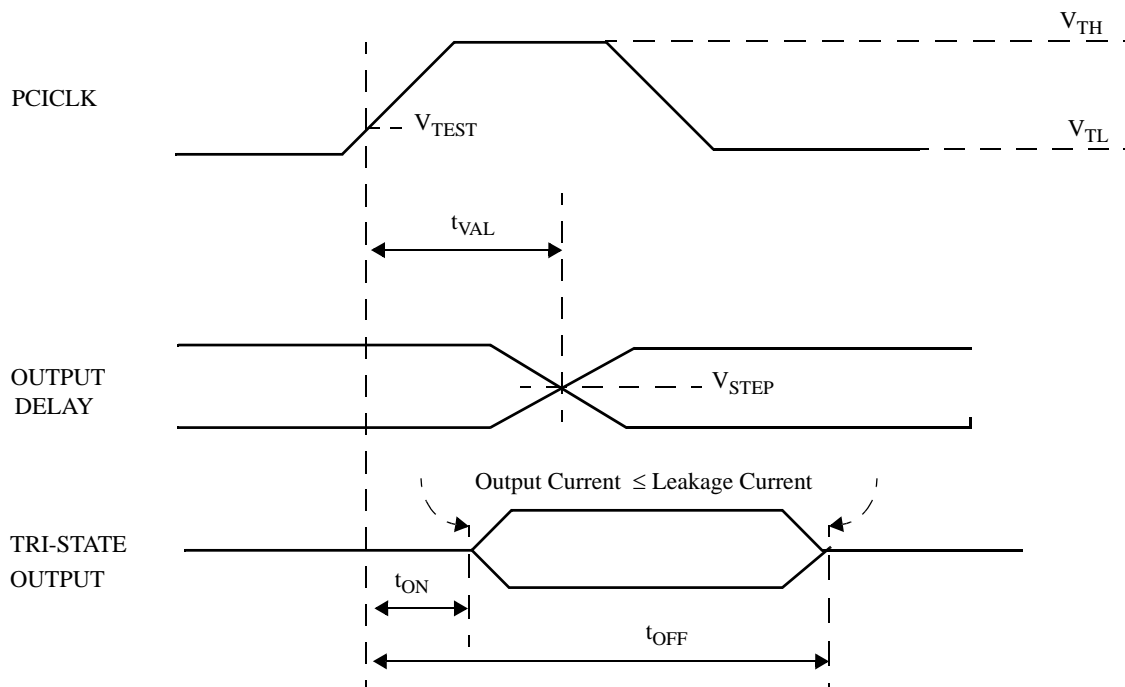 V_TH
PCICLK
V_TEST
V_TL
t_VAL
OUTPUT
DELAY
V_STEP
Output Current ≤ Leakage Current
TRI-STATE
OUTPUT
t_ON
t_OFF